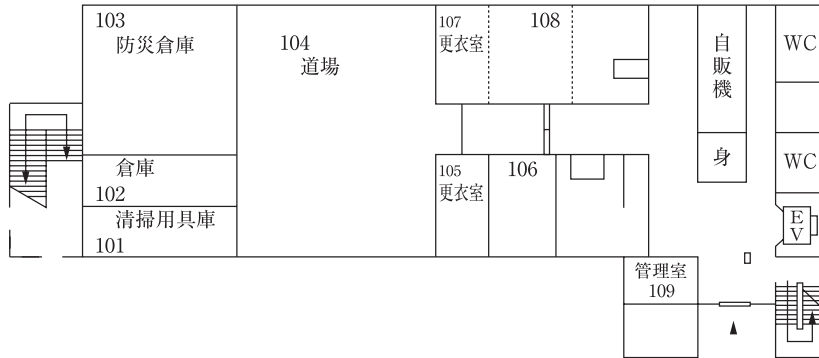 103
防災倉庫
104
道場
107
更衣室
108
自販機
WC
倉庫
102
清掃用具庫
101
105
更衣室
106
身
WC
EV
管理室
109